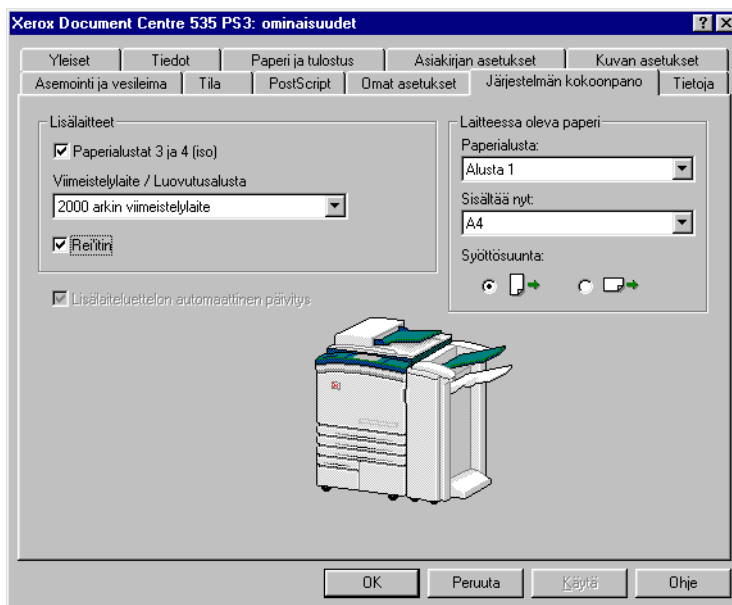 Xerox Document Centre 535 PS3: ominaisuudet
Yleiset Tiedot Paperi ja tulostus Asiakirjan asetukset Kuvan asetukset
Asemointi ja vesileima Tila PostScript Omat asetukset Järjestelmän kokoonpano Tietoja
Lisälaitteet
Paperialustat 3 ja 4 (iso)
Viimeistelylaite / Luovutusalusta
2000 arkin viimeistelylaite
Rei'itin
Lisälaiteluettelon automaattinen päivitys
Laitteessa oleva paperi
Paperialusta:
Alusta 1
Sisältää nyt:
A4
Syöttösuunta:
OK Peruuta Käytä Ohje